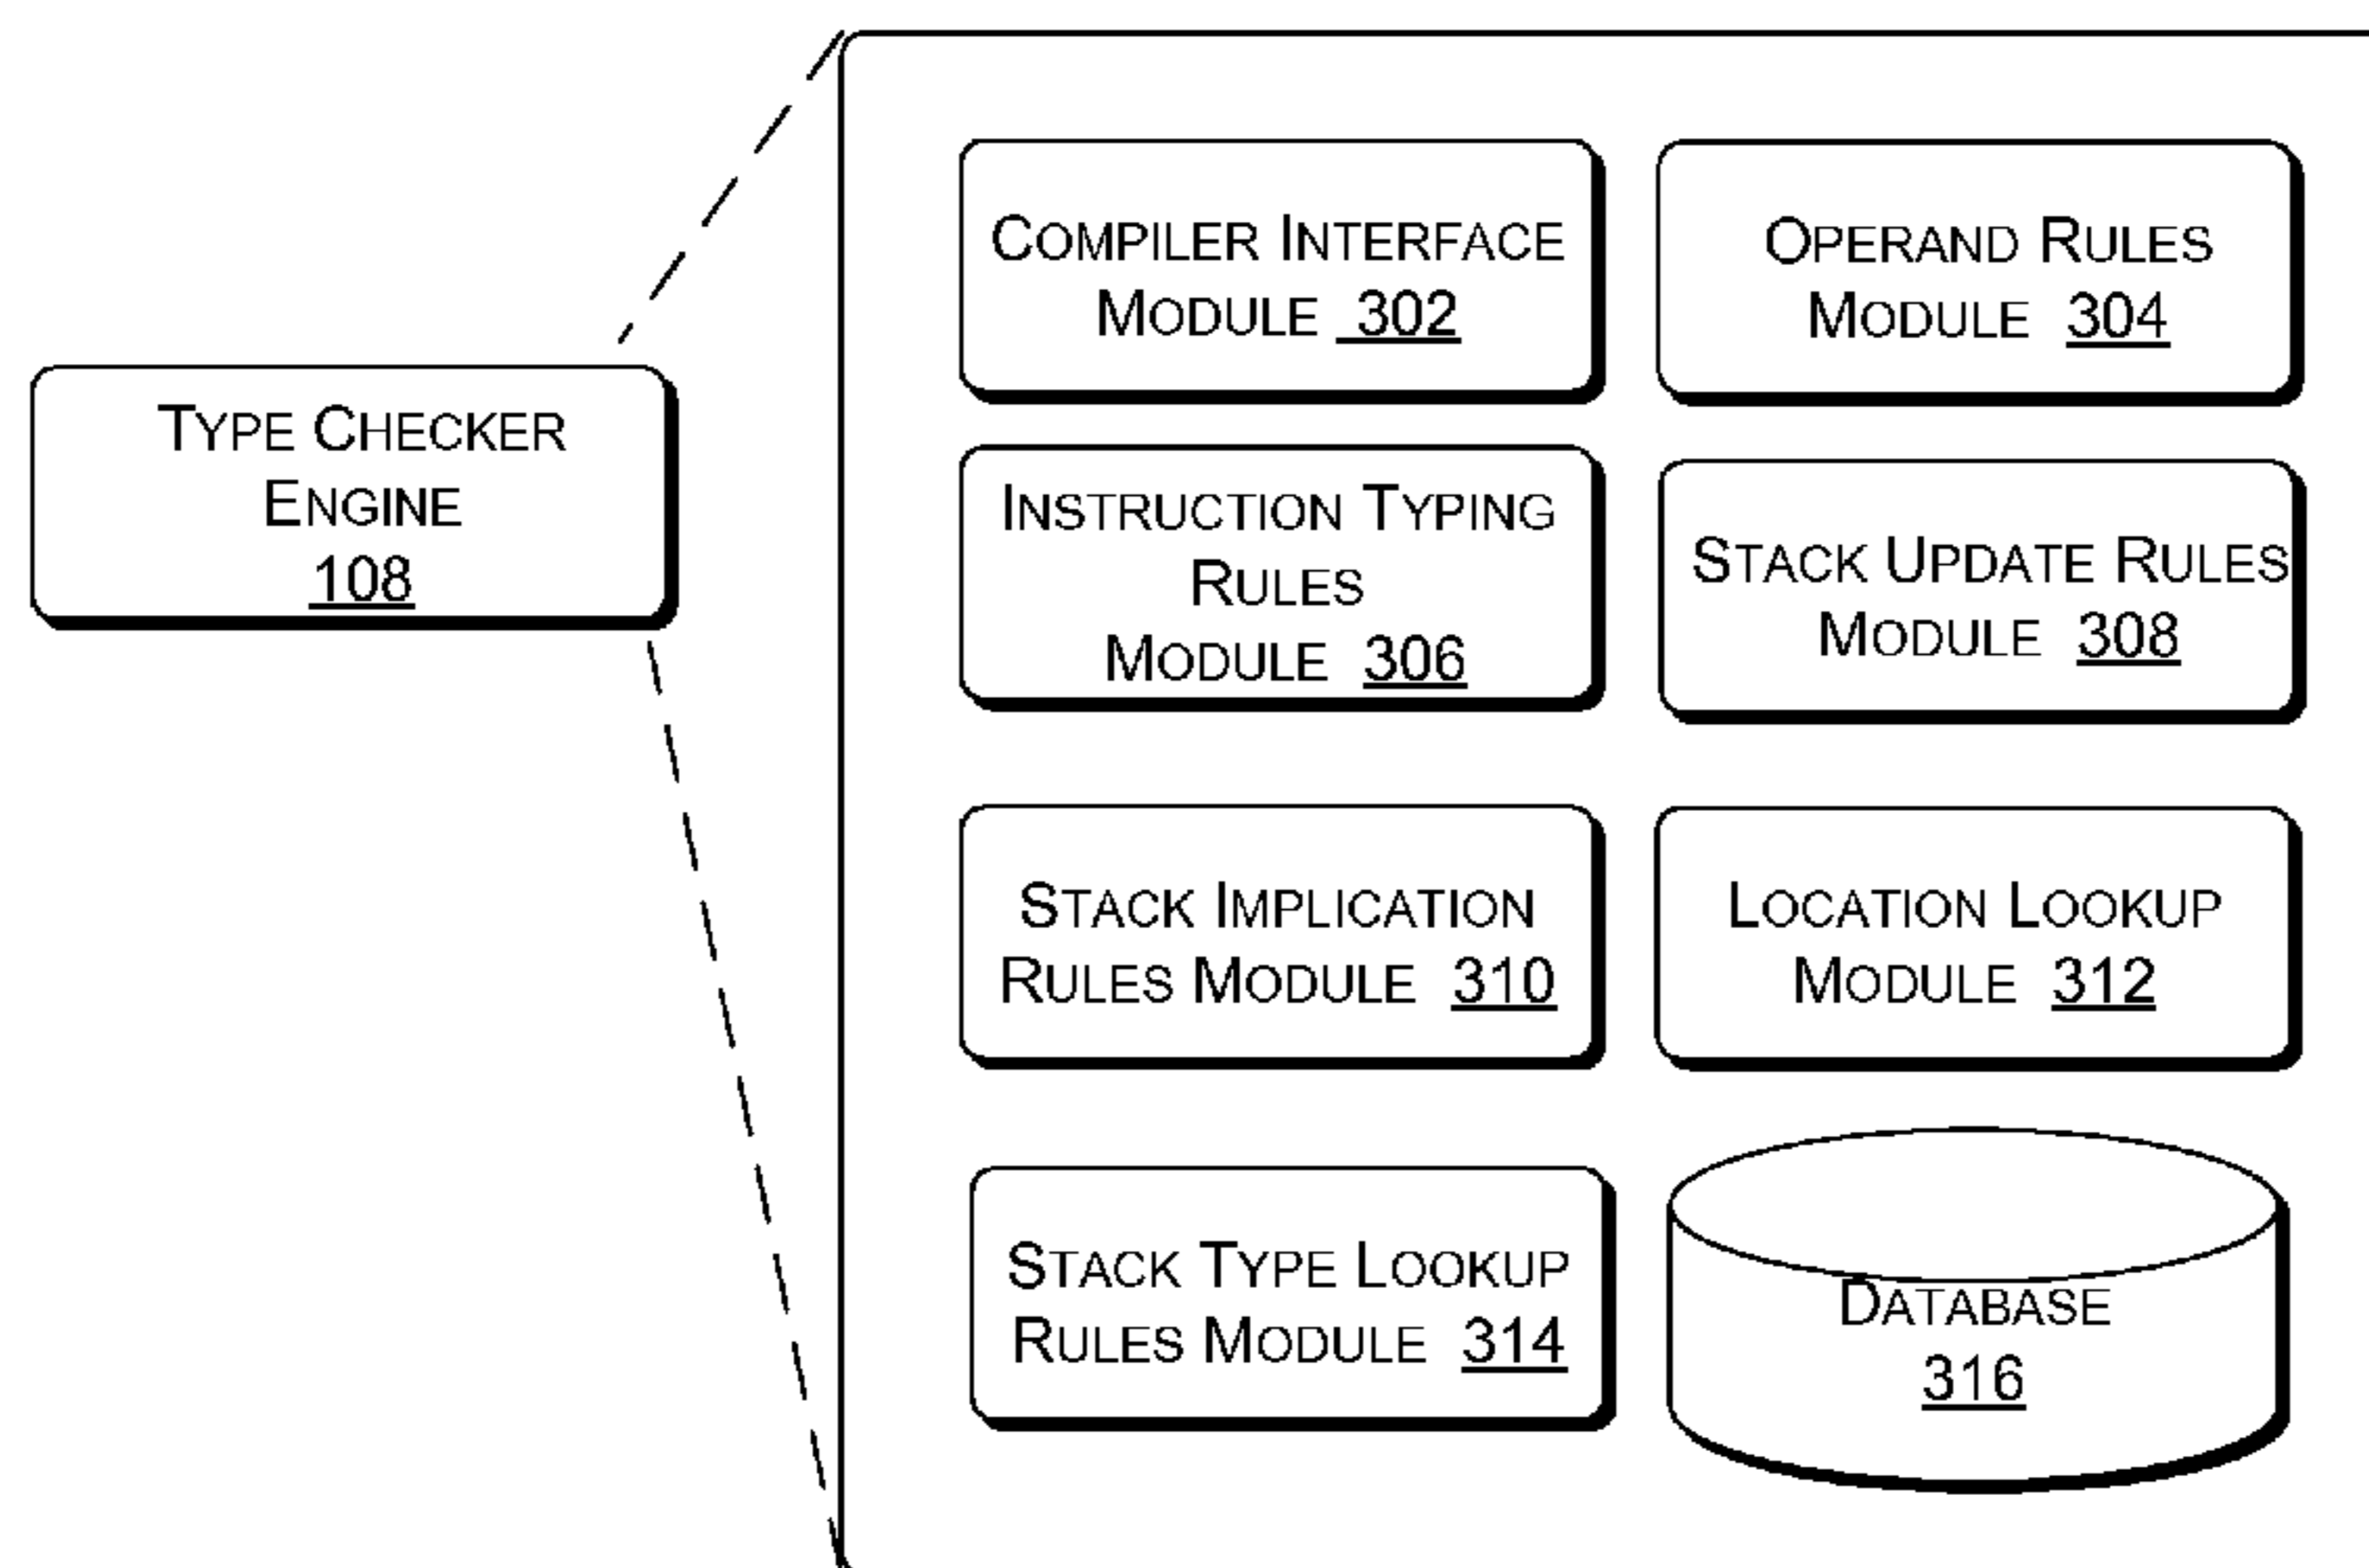 TYPE CHECKER
ENGINE
108
COMPILER INTERFACE
MODULE 302
OPERAND RULES
MODULE 304
INSTRUCTION TYPING
RULES
MODULE 306
STACK UPDATE RULES
MODULE 308
STACK IMPLICATION
RULES MODULE 310
LOCATION LOOKUP
MODULE 312
STACK TYPE LOOKUP
RULES MODULE 314
DATABASE
316